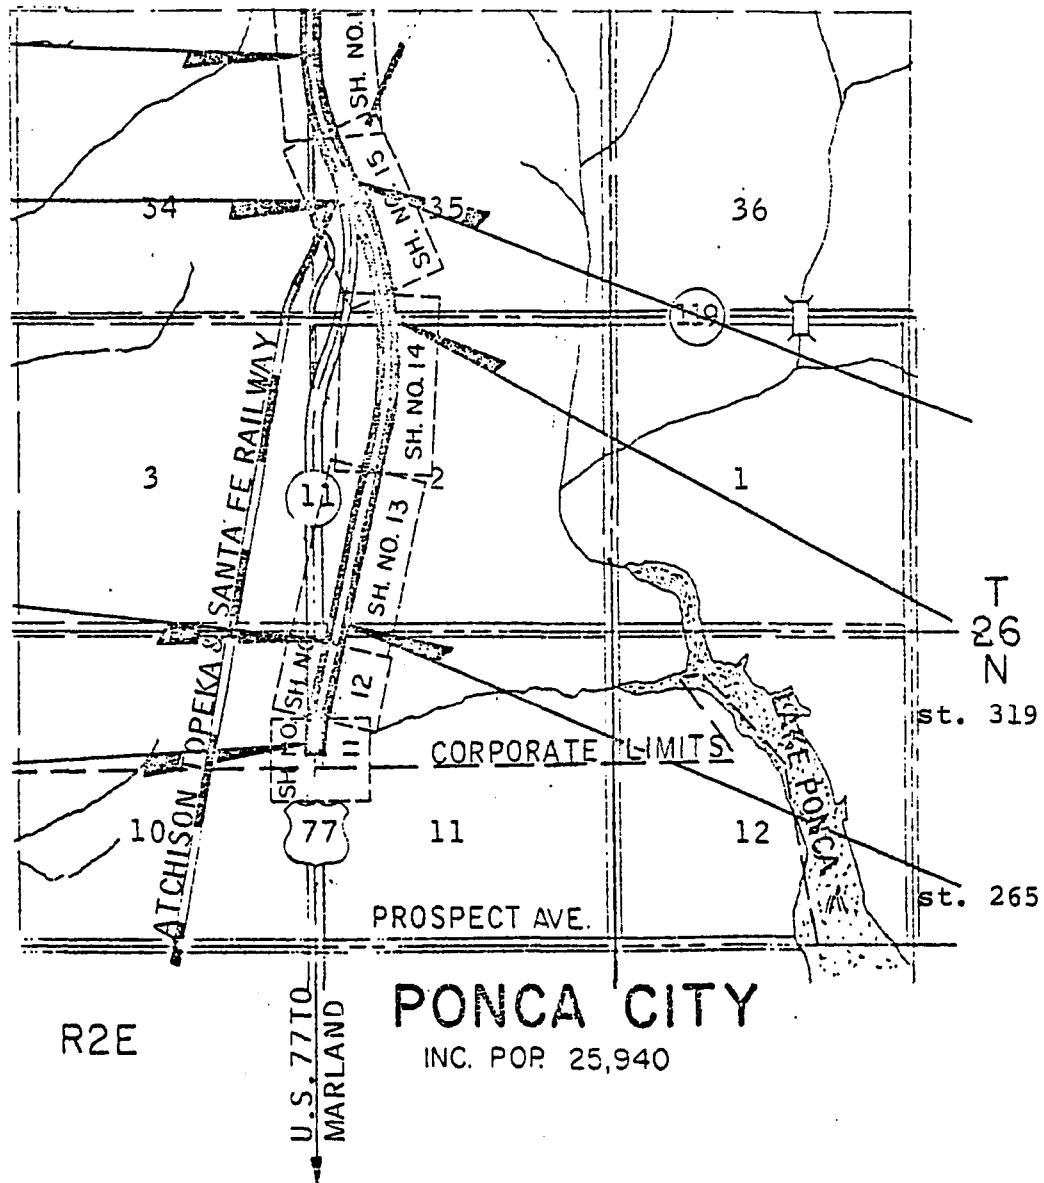 SH. NO. 1
SH. NO. 15
34
35
36
119
SH. NO. 14
ATCHISON TOPEKA & SANTA FE RAILWAY
3
11
2
1
SH. NO. 13
T
26
N
SH. NO.
12
SH. NO.
11
st. 319
CORPORATE LIMITS
LAKE PONCA
10
77
11
12
st. 265
PROSPECT AVE.
PONCA CITY
INC. POP. 25,940
R2E
U.S. 77 TO
MARLAND